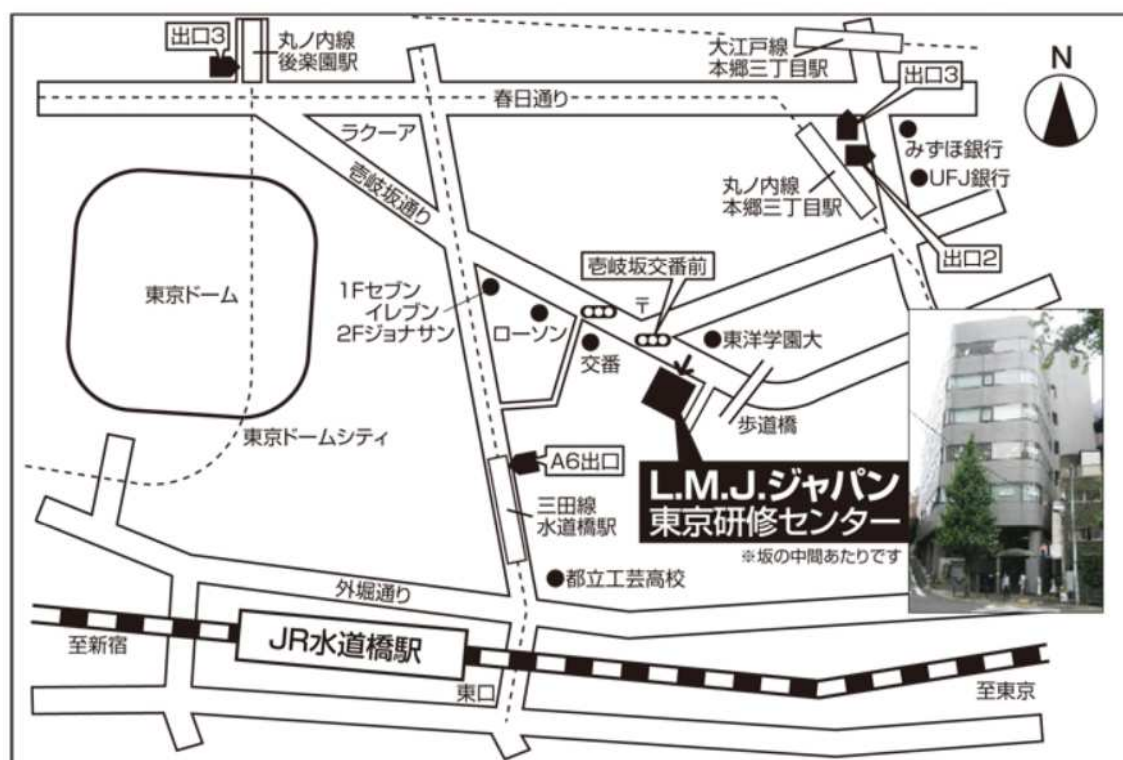 出口3
丸ノ内線
後楽園駅
大江戸線
本郷三丁目駅
出口3
N
春日通り
ラクーア
みずほ銀行
UFJ銀行
壱岐坂通り
丸ノ内線
本郷三丁目駅
出口2
壱岐坂交番前
東京ドーム
1Fセブン
イレブン
2Fジョナサン
ローソン
〒
交番
東洋学園大
歩道橋
東京ドームシティ
A6出口
L.M.J.ジャパン
東京研修センター
※坂の中間あたりです
三田線
水道橋駅
都立工芸高校
外堀通り
JR水道橋駅
至新宿
東口
至東京